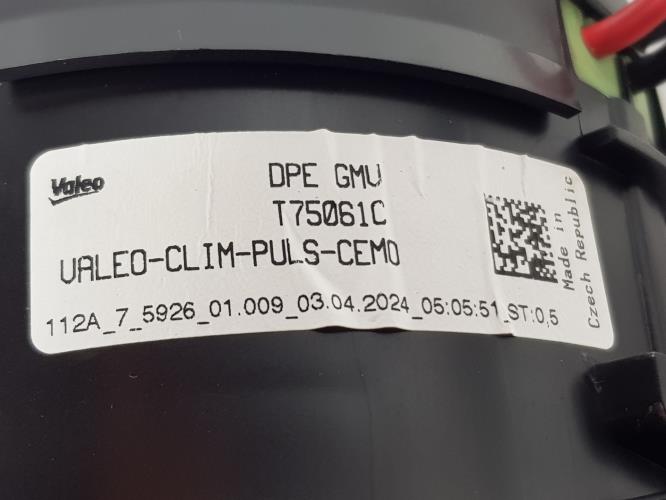 Valeo
DPE GMV
T75061C
VALEO-CLIM-PULS-CEMO
112A_7_5926_01.009_03.04.2024_05:05:51_ST:0,5
Made in
Czech Republic